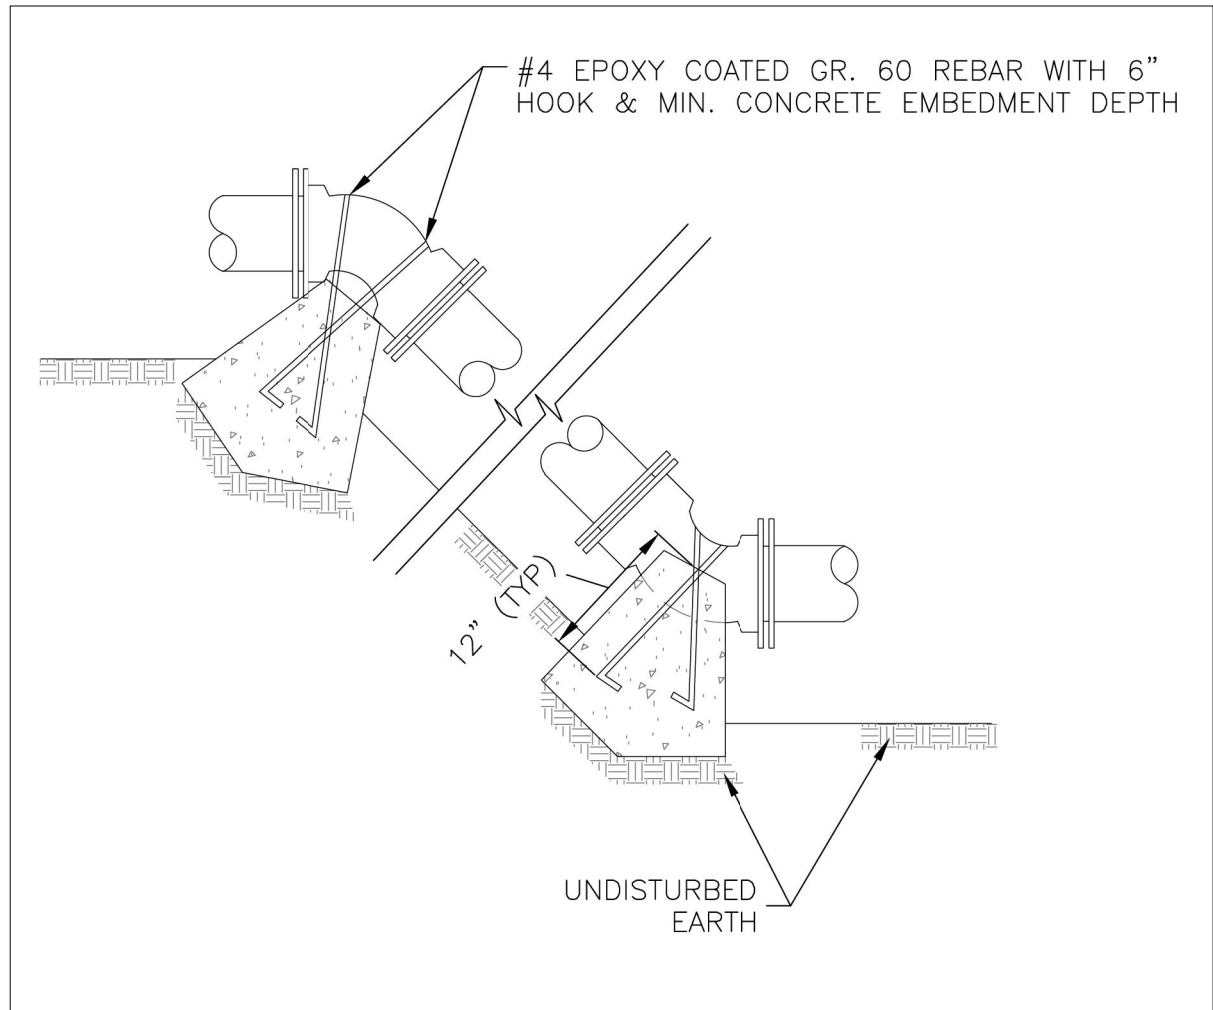 #4 EPOXY COATED GR. 60 REBAR WITH 6”
HOOK & MIN. CONCRETE EMBEDMENT DEPTH
12” (TYP)
UNDISTURBED
EARTH